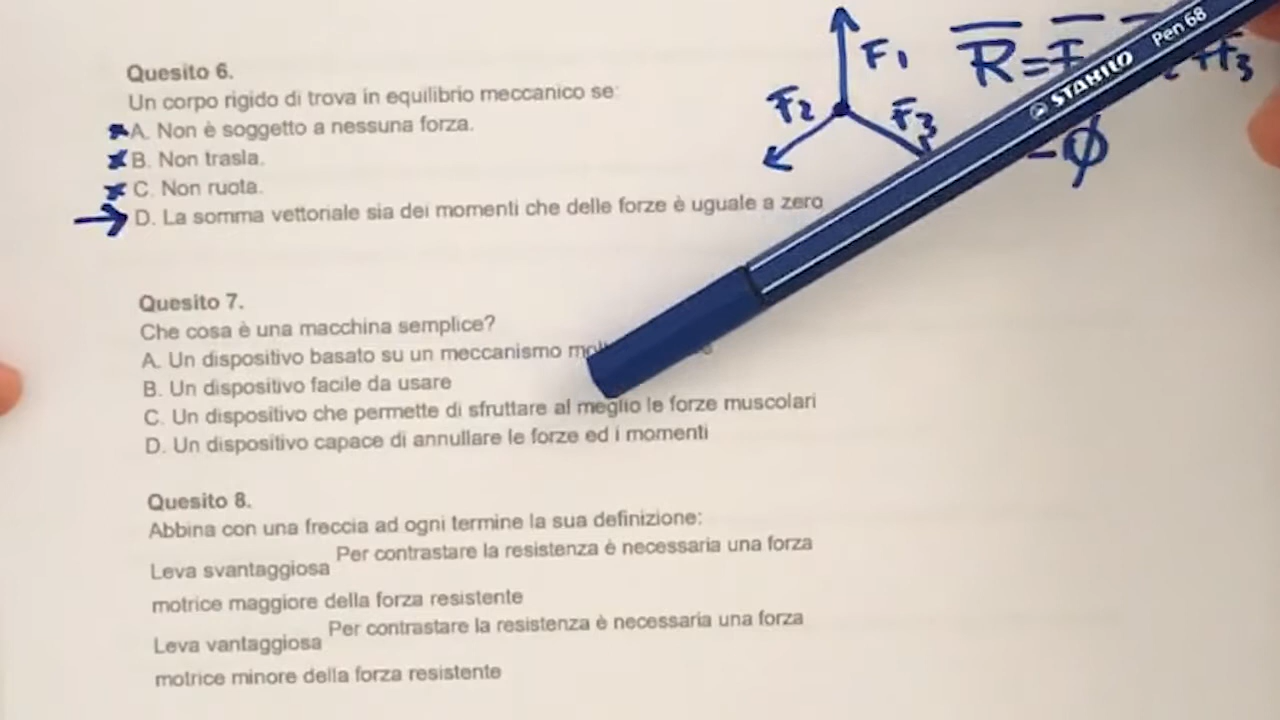 Quesito 6.
Un corpo rigido di trova in equilibrio meccanico se:
A. Non è soggetto a nessuna forza.
B. Non trasla.
C. Non ruota.
D. La somma vettoriale sia dei momenti che delle forze è uguale a zero
F1
F2
F3
R=
+F3
=ϕ
STABILO Pen 68
Quesito 7.
Che cosa è una macchina semplice?
A. Un dispositivo basato su un meccanismo
B. Un dispositivo facile da usare
C. Un dispositivo che permette di sfruttare al meglio le forze muscolari
D. Un dispositivo capace di annullare le forze ed i momenti
Quesito 8.
Abbina con una freccia ad ogni termine la sua definizione:
Leva svantaggiosa Per contrastare la resistenza è necessaria una forza
motrice maggiore della forza resistente
Leva vantaggiosa Per contrastare la resistenza è necessaria una forza
motrice minore della forza resistente